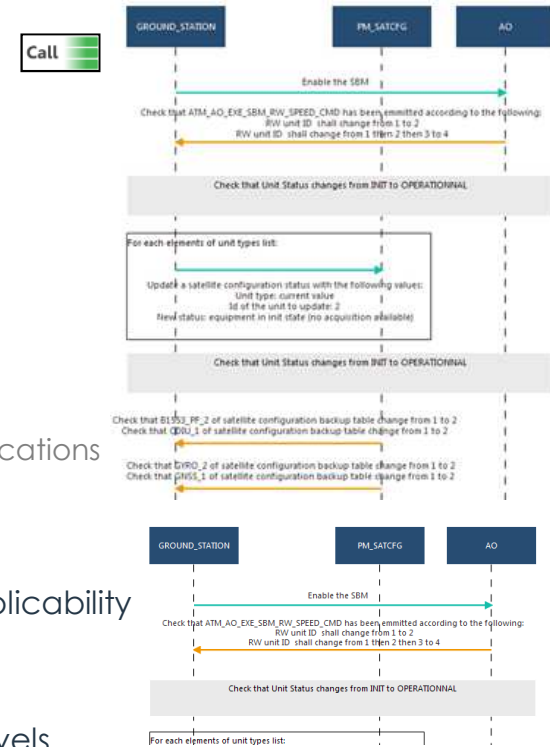 GROUND_STATION PM_SATCFG AO
Call
Enable the SBM
Check that ATM_AO_EXE_SBM_RW_SPEED_CMD has been emmitted according to the following:
RW unit ID shall change from 1 to 2
RW unit ID shall change from 1 then 2 then 3 to 4
Check that Unit Status changes from INIT to OPERATIONNAL
For each elements of unit types list:
Update a satellite configuration status with the following values:
Unit type: current value
Id of the unit to update: 2
New status: equipment in init state (no acquisition available)
Check that Unit Status changes from INIT to OPERATIONNAL
Check that B1553_PF_2 of satellite configuration backup table change from 1 to 2
Check that of satellite configuration backup table change from 1 to 2
cations
Check that GYRO_2 of satellite configuration backup table change from 1 to 2
Check that GNSS_1 of satellite configuration backup table change from 1 to 2
GROUND_STATION PM_SATCFG AO
Enable the SBM
plicability
Check that ATM_AO_EXE_SBM_RW_SPEED_CMD has been emmitted according to the following:
RW unit ID shall change from 1 to 2
RW unit ID shall change from 1 then 2 then 3 to 4
Check that Unit Status changes from INIT to OPERATIONNAL
vels
For each elements of unit types list: